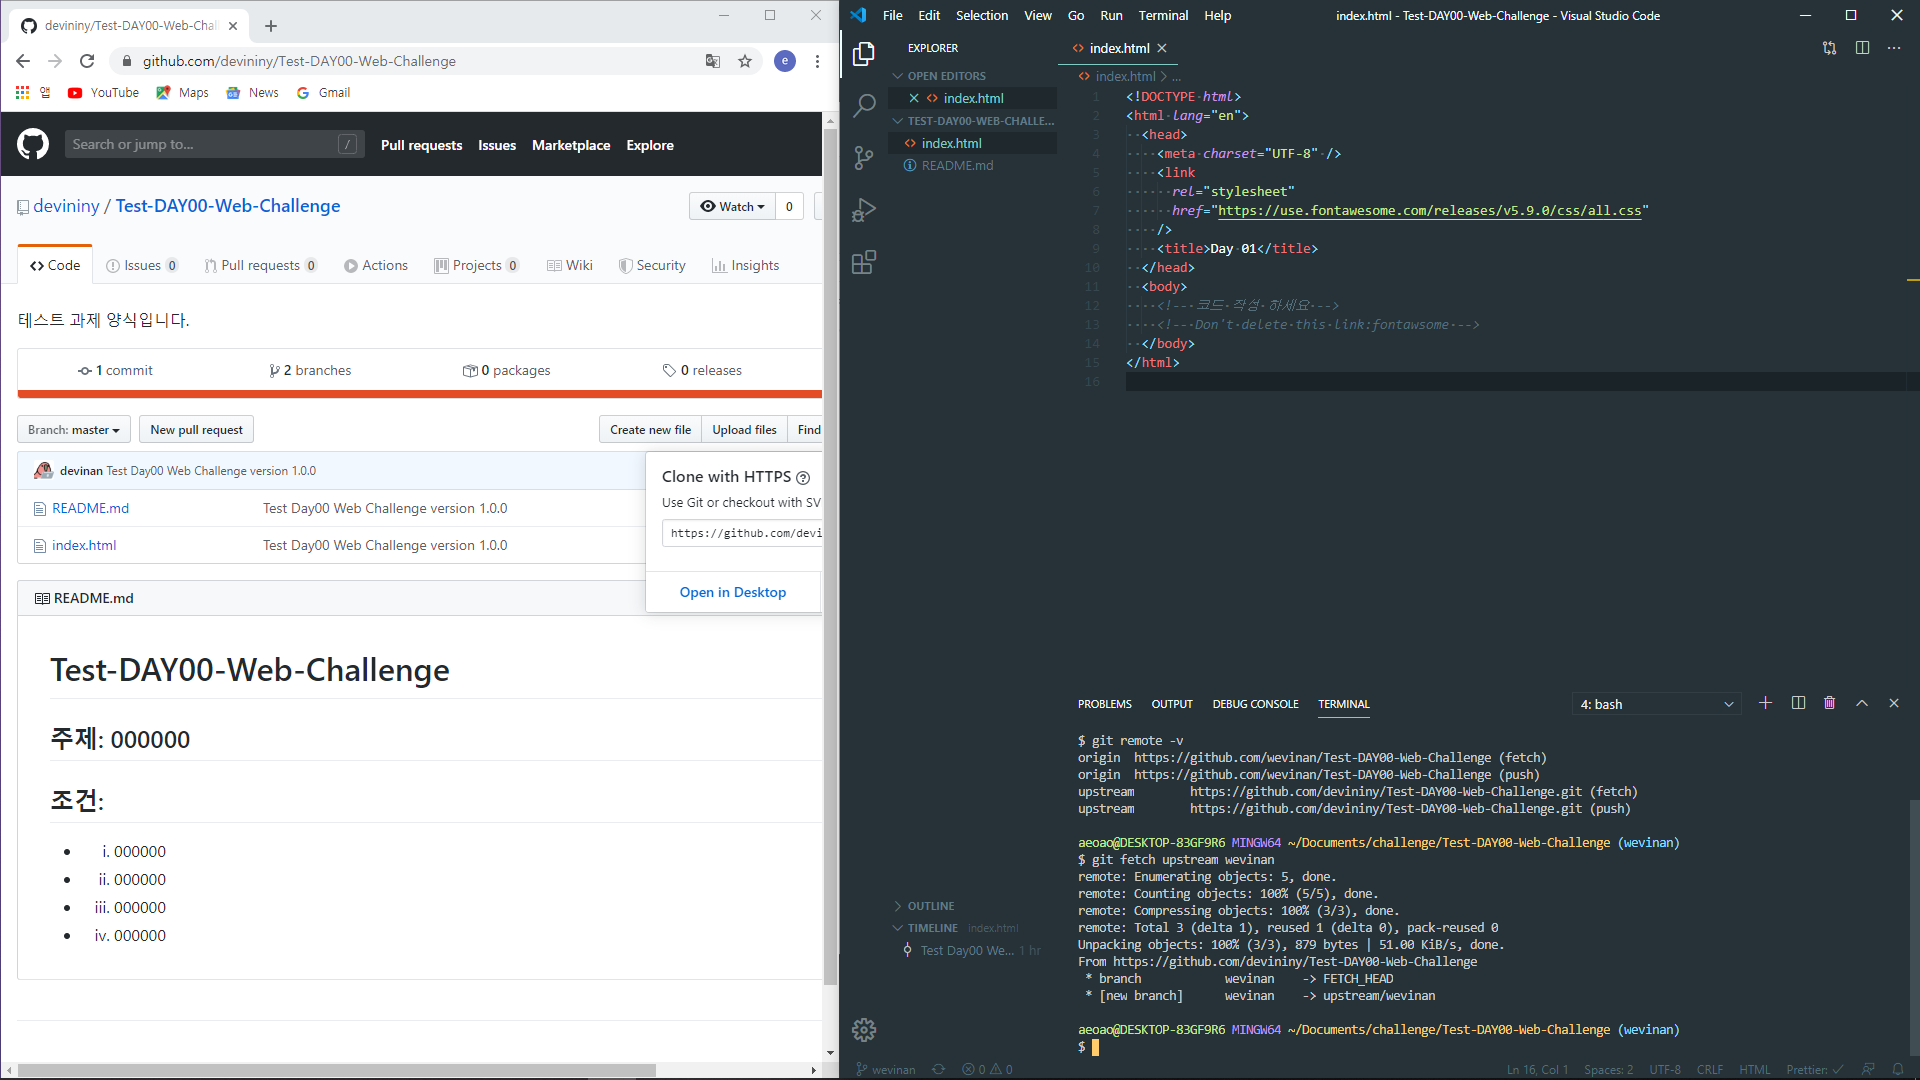 devininy/Test-DAY00-Web-Chal
github.com/devininy/Test-DAY00-Web-Challenge
e
앱
YouTube
Maps
News
Gmail
Search or jump to...
/
Pull requests
Issues
Marketplace
Explore
devininy / Test-DAY00-Web-Challenge
Watch
0
Code
Issues 0
Pull requests 0
Actions
Projects 0
Wiki
Security
Insights
테스트 과제 양식입니다.
1 commit
2 branches
0 packages
0 releases
Branch: master
New pull request
Create new file
Upload files
Find
devinan Test Day00 Web Challenge version 1.0.0
README.md
Test Day00 Web Challenge version 1.0.0
index.html
Test Day00 Web Challenge version 1.0.0
Clone with HTTPS
Use Git or checkout with SV
https://github.com/devi
Open in Desktop
README.md
Test-DAY00-Web-Challenge
주제: 000000
조건:
i. 000000
ii. 000000
iii. 000000
iv. 000000
File Edit Selection View Go Run Terminal Help
index.html - Test-DAY00-Web-Challenge - Visual Studio Code
EXPLORER
OPEN EDITORS
index.html
TEST-DAY00-WEB-CHALLE...
index.html
README.md
OUTLINE
TIMELINE index.html
Test Day00 We... 1 hr
index.html
index.html > ...
1 <!DOCTYPE html>
2 <html lang="en">
3 <head>
4 <meta charset="UTF-8" />
5 <link
6 rel="stylesheet"
7 href="https://use.fontawesome.com/releases/v5.9.0/css/all.css"
8 />
9 <title>Day 01</title>
10 </head>
11 <body>
12 <!-- 코드 작성 하세요 -->
13 <!-- Don't delete this link:fontawsome -->
14 </body>
15 </html>
16
PROBLEMS OUTPUT DEBUG CONSOLE TERMINAL
4: bash
$ git remote -v
origin https://github.com/wevinan/Test-DAY00-Web-Challenge (fetch)
origin https://github.com/wevinan/Test-DAY00-Web-Challenge (push)
upstream https://github.com/devininy/Test-DAY00-Web-Challenge.git (fetch)
upstream https://github.com/devininy/Test-DAY00-Web-Challenge.git (push)
aeoao@DESKTOP-83GF9R6 MINGW64 ~/Documents/challenge/Test-DAY00-Web-Challenge (wevinan)
$ git fetch upstream wevinan
remote: Enumerating objects: 5, done.
remote: Counting objects: 100% (5/5), done.
remote: Compressing objects: 100% (3/3), done.
remote: Total 3 (delta 1), reused 1 (delta 0), pack-reused 0
Unpacking objects: 100% (3/3), 879 bytes | 51.00 KiB/s, done.
From https://github.com/devininy/Test-DAY00-Web-Challenge
* branch wevinan -> FETCH_HEAD
* [new branch] wevinan -> upstream/wevinan
aeoao@DESKTOP-83GF9R6 MINGW64 ~/Documents/challenge/Test-DAY00-Web-Challenge (wevinan)
$
wevinan
0 0
Ln 16, Col 1 Spaces: 2 UTF-8 CRLF HTML Prettier: ✓